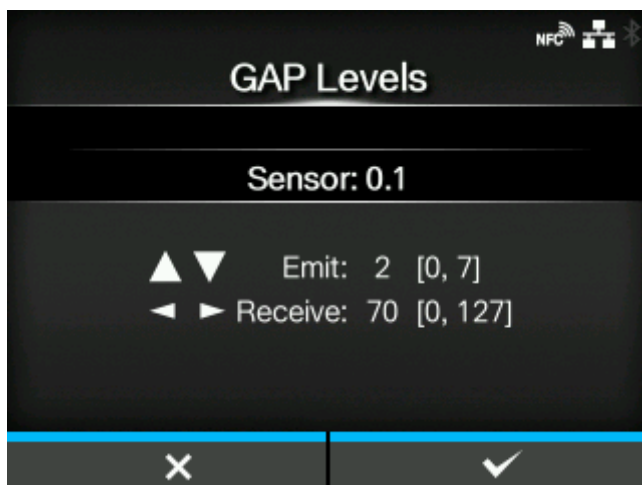 NFC
GAP Levels
Sensor: 0.1
Emit: 2 [0, 7]
Receive: 70 [0, 127]